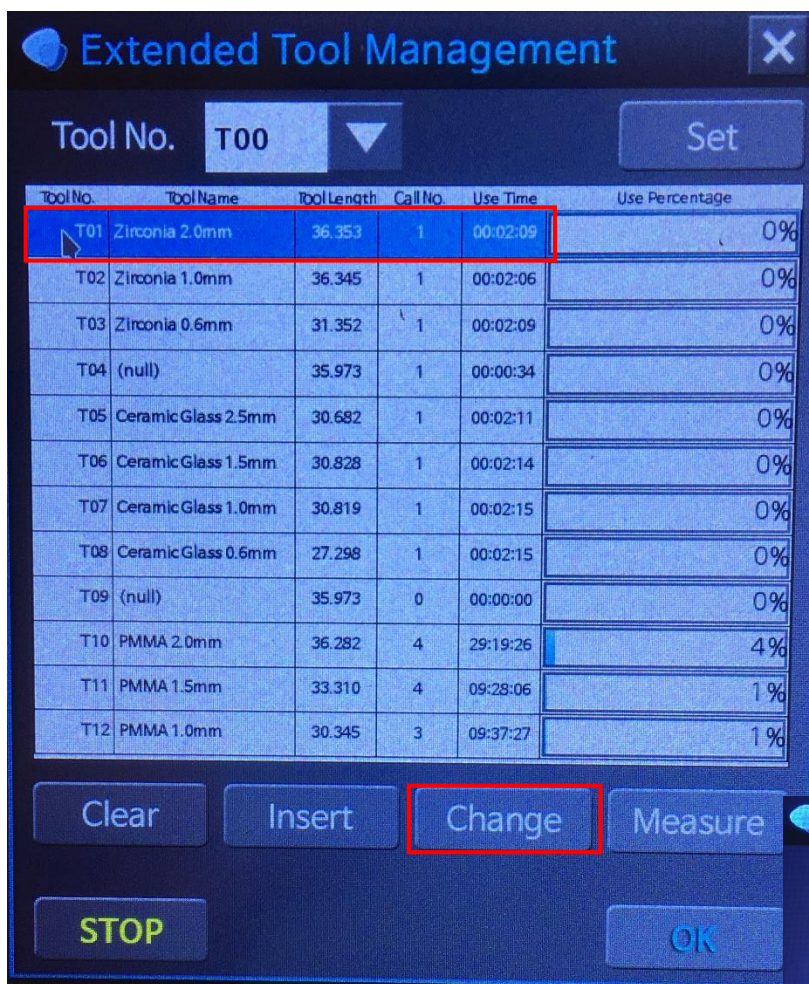 Extended Tool Management
Tool No. T00 Set
Tool No. Tool Name Tool Length Call No. Use Time Use Percentage
T01 Zirconia 2.0mm 36.353 1 00:02:09 0%
T02 Zirconia 1.0mm 36.345 1 00:02:06 0%
T03 Zirconia 0.6mm 31.352 1 00:02:09 0%
T04 (null) 35.973 1 00:00:34 0%
T05 Ceramic Glass 2.5mm 30.682 1 00:02:11 0%
T06 Ceramic Glass 1.5mm 30.828 1 00:02:14 0%
T07 Ceramic Glass 1.0mm 30.819 1 00:02:15 0%
T08 Ceramic Glass 0.6mm 27.298 1 00:02:15 0%
T09 (null) 35.973 0 00:00:00 0%
T10 PMMA 2.0mm 36.282 4 29:19:26 4%
T11 PMMA 1.5mm 33.310 4 09:28:06 1%
T12 PMMA 1.0mm 30.345 3 09:37:27 1%
Clear Insert Change Measure
STOP OK